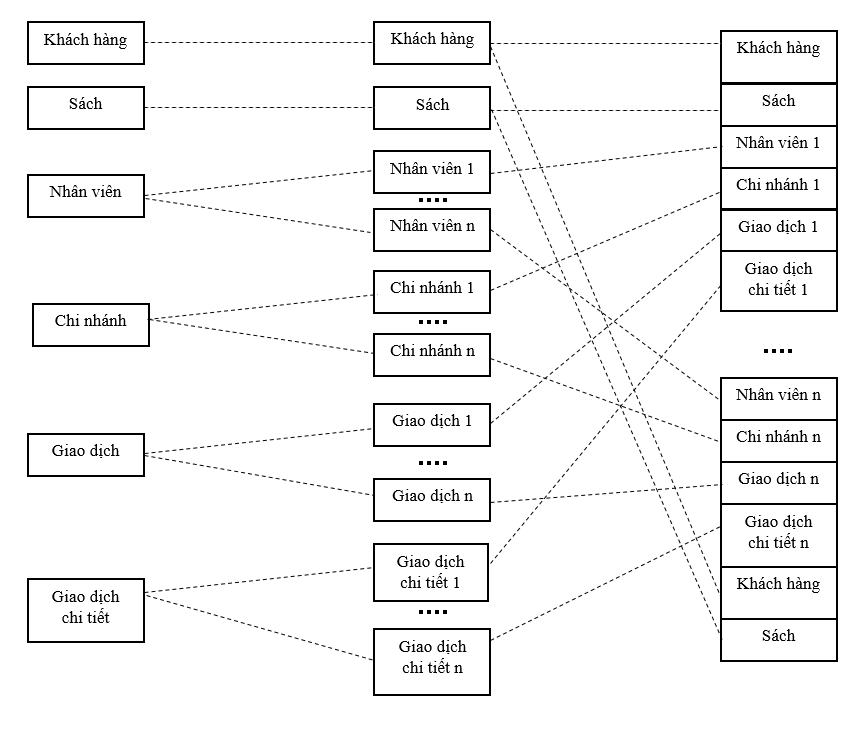 Khách hàng
Sách
Nhân viên
Chi nhánh
Giao dịch
Giao dịch
chi tiết
Khách hàng
Sách
Nhân viên 1
....
Nhân viên n
Chi nhánh 1
....
Chi nhánh n
Giao dịch 1
....
Giao dịch n
Giao dịch
chi tiết 1
....
Giao dịch
chi tiết n
Khách hàng
Sách
Nhân viên 1
Chi nhánh 1
Giao dịch 1
Giao dịch
chi tiết 1
....
Nhân viên n
Chi nhánh n
Giao dịch n
Giao dịch
chi tiết n
Khách hàng
Sách